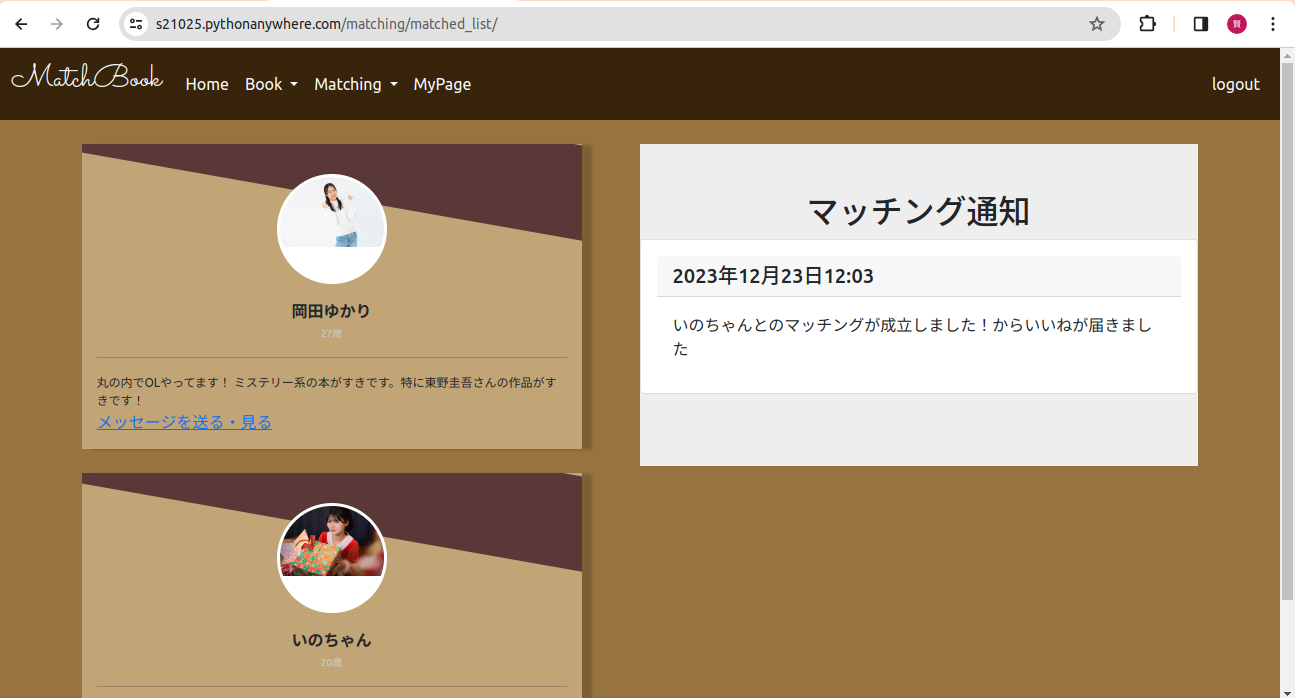 s21025.pythonanywhere.com/matching/matched_list/
賢
MatchBook
Home
Book
Matching
MyPage
logout
岡田ゆかり
27歳
丸の内でOLやってます！ ミステリー系の本がすきです。特に東野圭吾さんの作品がす
きです！
メッセージを送る・見る
いのちゃん
20歳
マッチング通知
2023年12月23日12:03
いのちゃんとのマッチングが成立しました！からいいねが届きまし
た